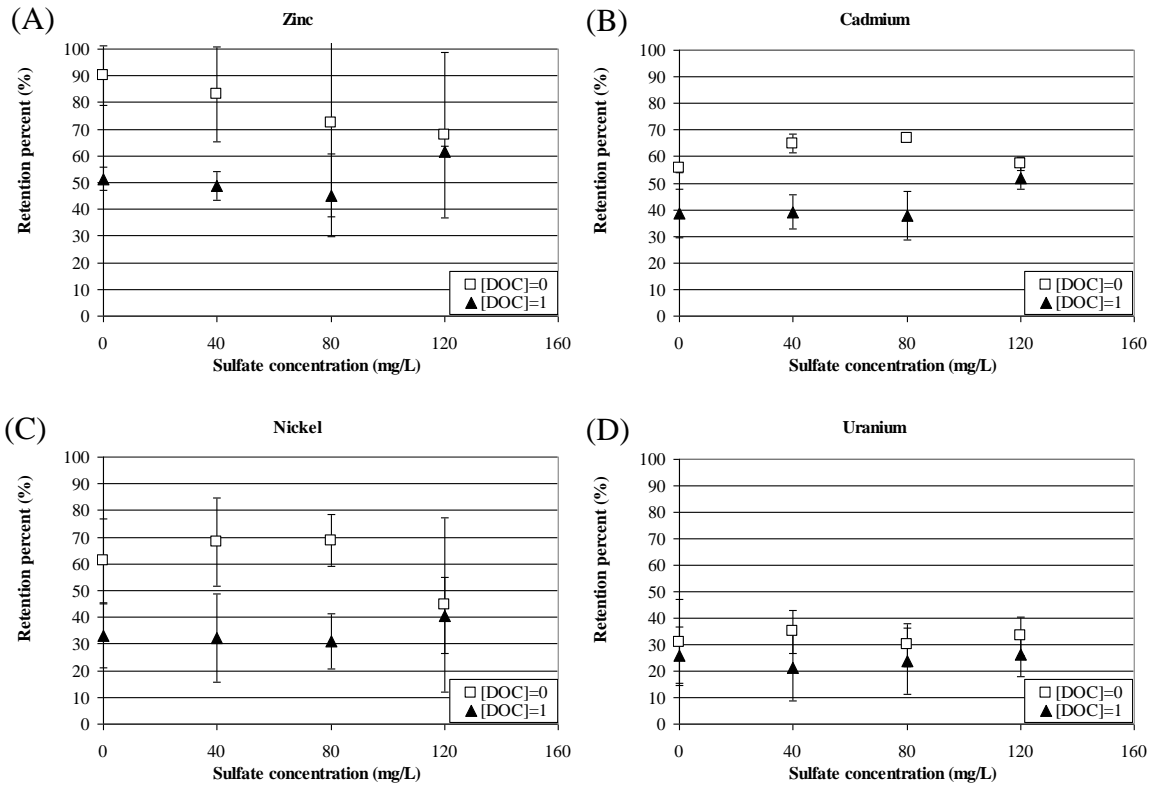 (A)
Zinc
Retention percent (%)
100
90
80
70
60
50
40
30
20
10
0
[DOC]=0
[DOC]=1
0 40 80 120 160
Sulfate concentration (mg/L)
(B)
Cadmium
Retention percent (%)
100
90
80
70
60
50
40
30
20
10
0
[DOC]=0
[DOC]=1
0 40 80 120 160
Sulfate concentration (mg/L)
(C)
Nickel
Retention percent (%)
100
90
80
70
60
50
40
30
20
10
0
[DOC]=0
[DOC]=1
0 40 80 120 160
Sulfate concentration (mg/L)
(D)
Uranium
Retention percent (%)
100
90
80
70
60
50
40
30
20
10
0
[DOC]=0
[DOC]=1
0 40 80 120 160
Sulfate concentration (mg/L)